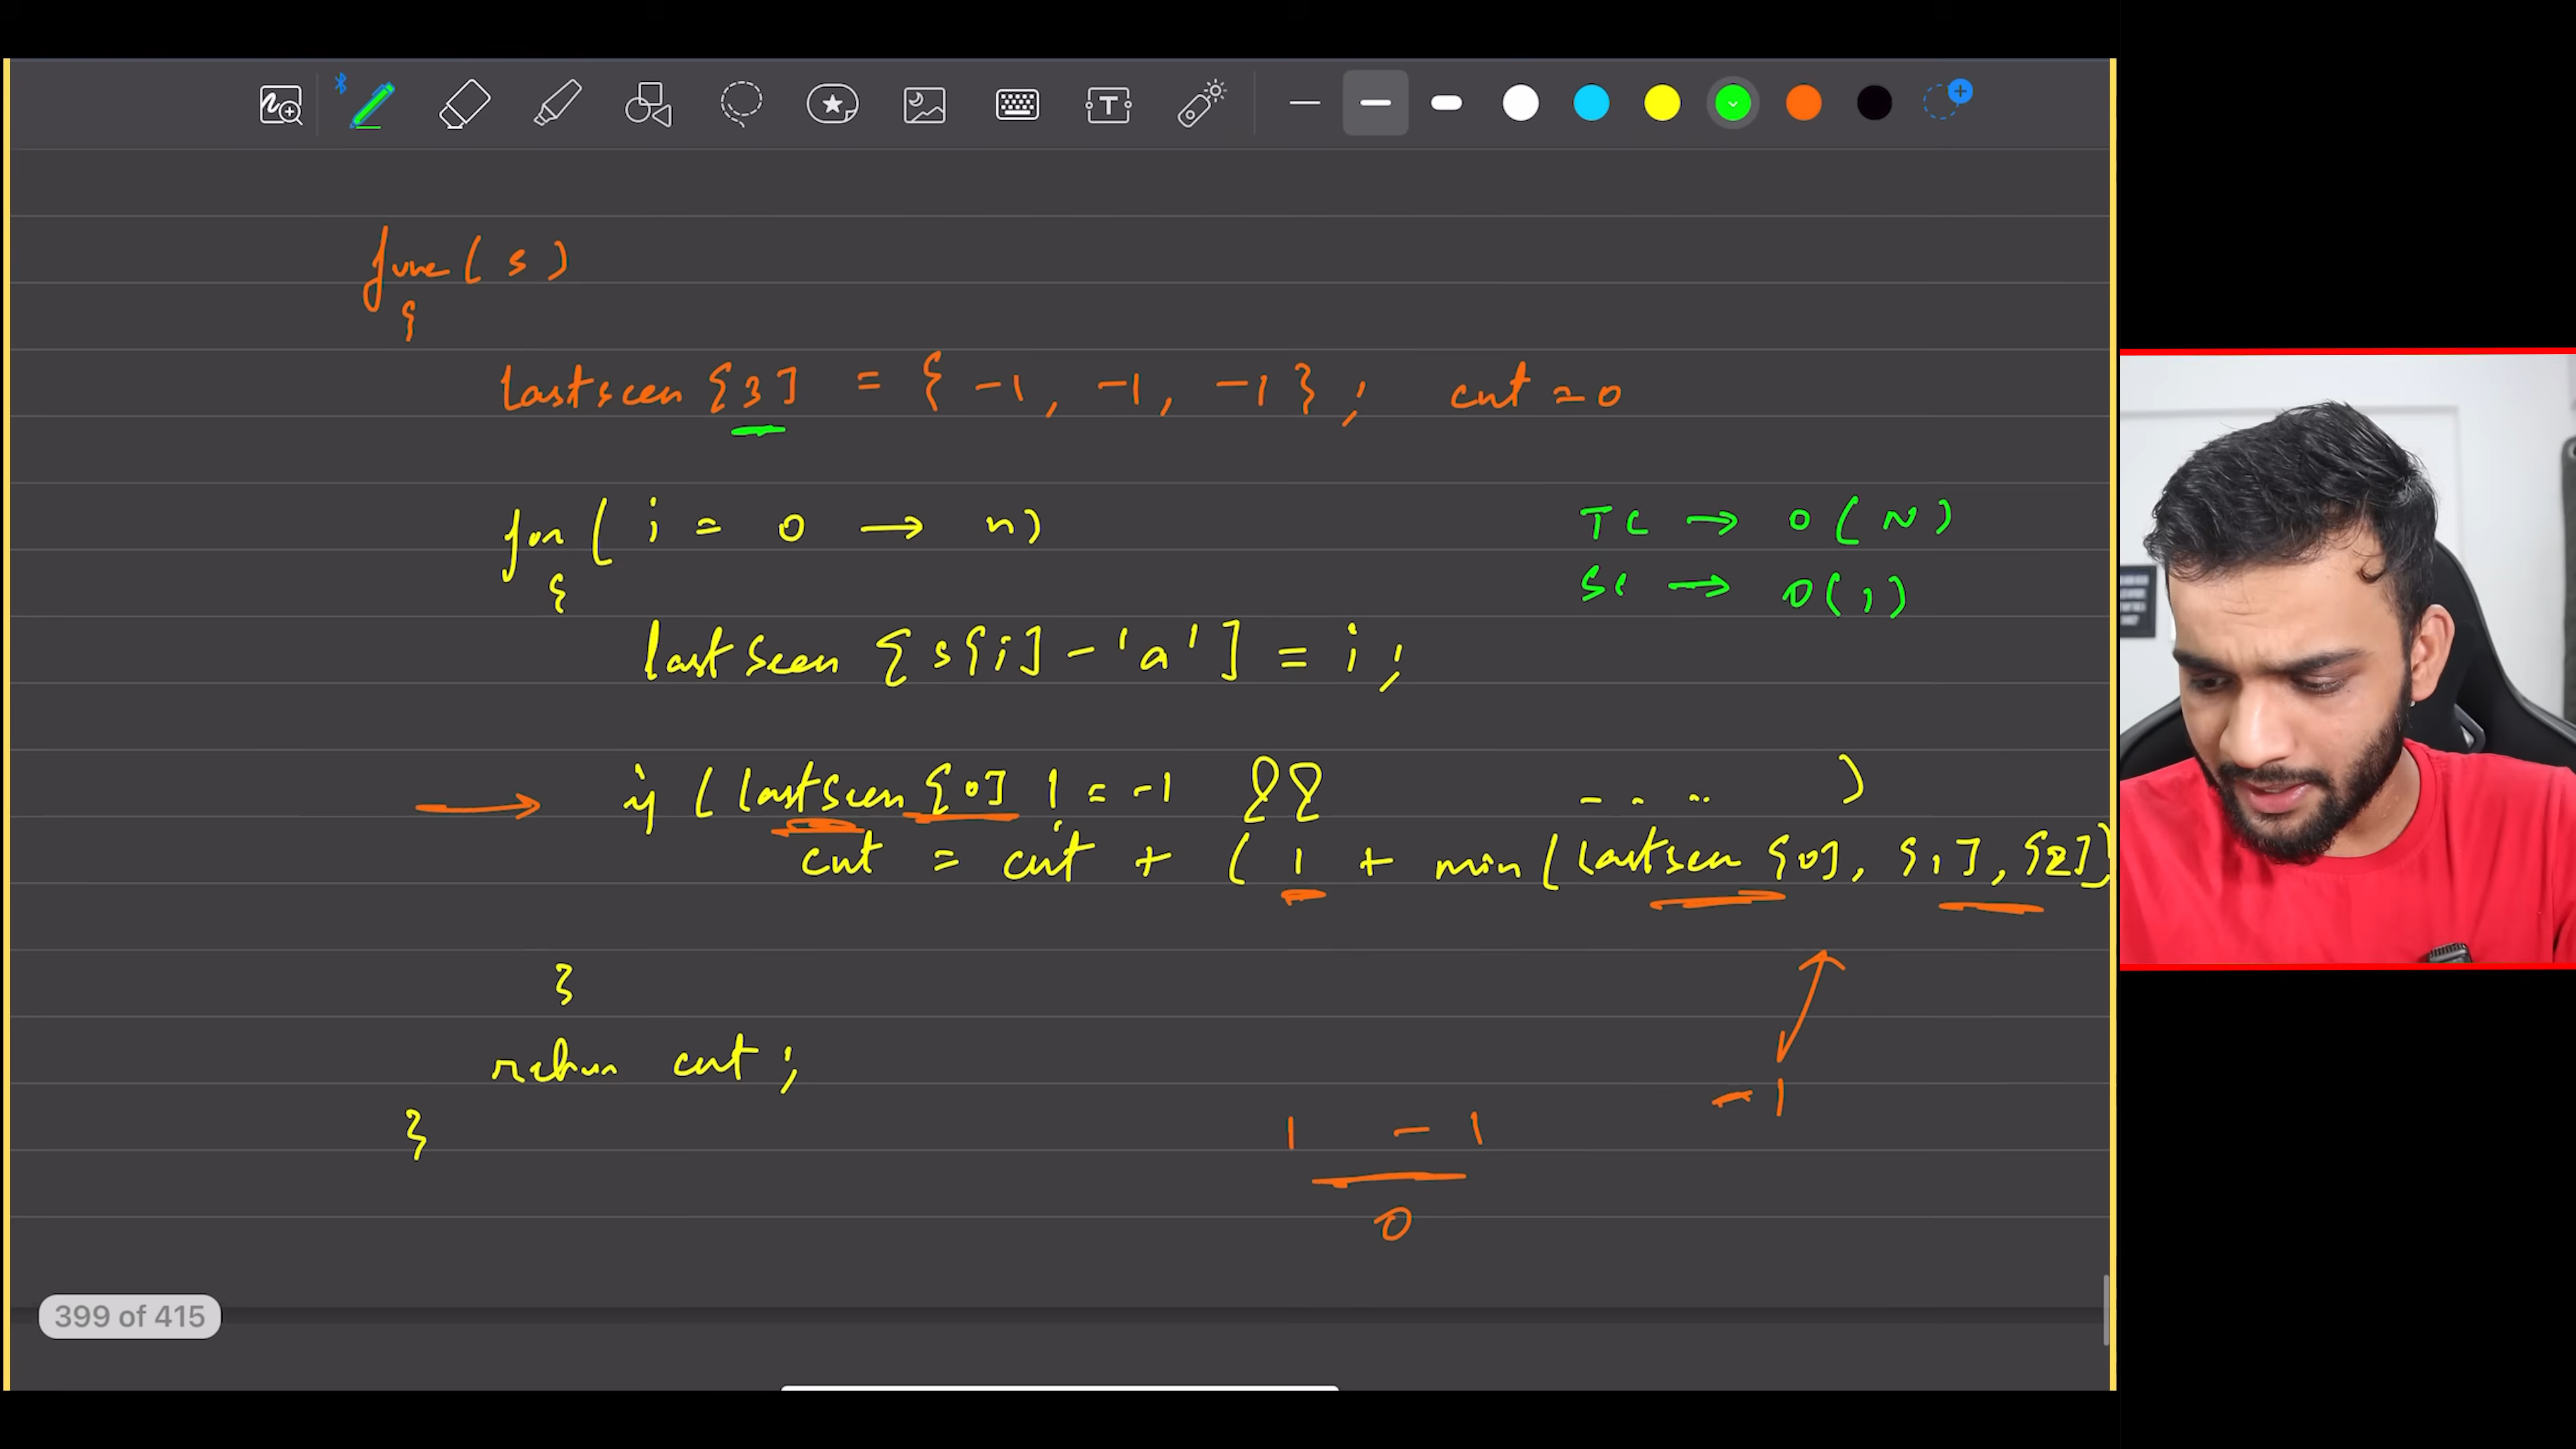 T
func(s)
{
lastseen[3] = {-1, -1, -1}; cnt = 0
for(i = 0 → n)
{
TC → O(N)
SC → O(1)
lastseen[s[i]-'a'] = i;
if(lastseen[0] != -1 && - - .. )
cnt = cnt + (1 + min(lastseen[0], [1], [2])
}
return cnt;
}
-1
1 -1
0
399 of 415